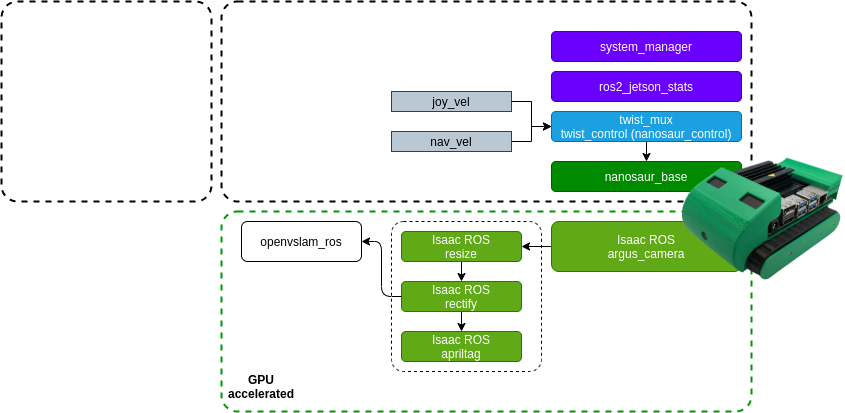 system_manager
ros2_jetson_stats
joy_vel
twist_mux
twist_control (nanosaur_control)
nav_vel
nanosaur_base
openvslam_ros
Isaac ROS
resize
Isaac ROS
argus_camera
Isaac ROS
rectify
Isaac ROS
apriltag
GPU
accelerated